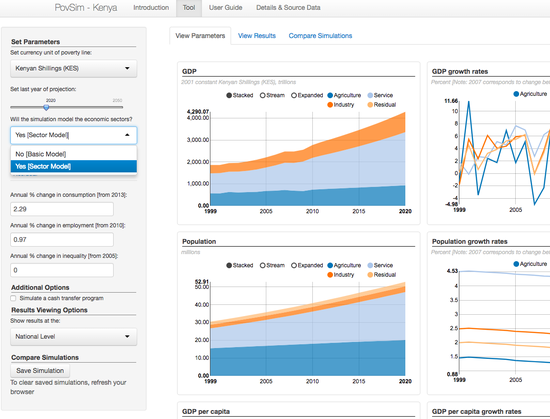 PovSim - Kenya
Introduction
Tool
User Guide
Details & Source Data
Set Parameters
Set currency unit of poverty line:
Kenyan Shillings (KES)
Set last year of projection:
2020
2030
Will the simulation model the economic sectors?
Yes [Sector Model]
No [Basic Model]
Yes [Sector Model]
Annual % change in consumption [from 2013]:
2.29
Annual % change in employment [from 2010]:
0.97
Annual % change in inequality [from 2005]:
0
Additional Options
Simulate a cash transfer program
Results Viewing Options
Show results at the:
National Level
Compare Simulations
Save Simulation
To clear saved simulations, refresh your
browser
View Parameters
View Results
Compare Simulations
GDP
2001 constant Kenyan Shillings (KES), trillions
Stacked
Stream
Expanded
Agriculture
Service
Industry
Residual
4,290.07
4,000.00
3,000.00
2,000.00
1,000.00
0.00
1999
2005
2010
2015
2020
GDP growth rates
Percent [Note: 2007 corresponds to change be
Agriculture
11.66
10
8
6
4
2
0
-2
-4.98
1999
2005
Population
millions
Stacked
Stream
Expanded
Agriculture
Service
Industry
Residual
52.91
50.00
40.00
30.00
20.00
10.00
0.00
1999
2005
2010
2015
2020
Population growth rates
Percent [Note: 2007 corresponds to change be
Agriculture
4.53
3.5
2.5
2
1.5
0.88
1999
2005
GDP per capita
GDP per capita growth rates